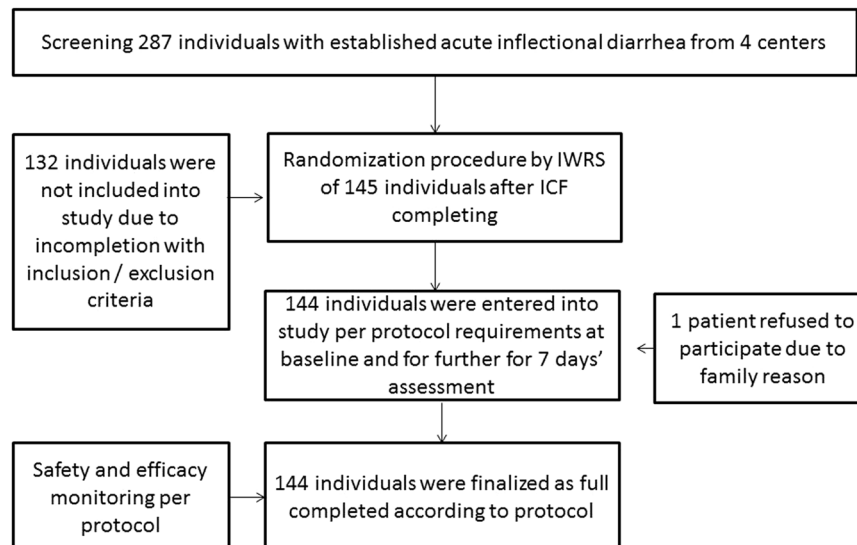 Screening 287 individuals with established acute inflectional diarrhea from 4 centers
132 individuals were
not included into
study due to
incompletion with
inclusion / exclusion
criteria
Randomization procedure by IWRS
of 145 individuals after ICF
completing
144 individuals were entered into
study per protocol requirements at
baseline and for further for 7 days’
assessment
1 patient refused to
participate due to
family reason
Safety and efficacy
monitoring per
protocol
144 individuals were finalized as full
completed according to protocol